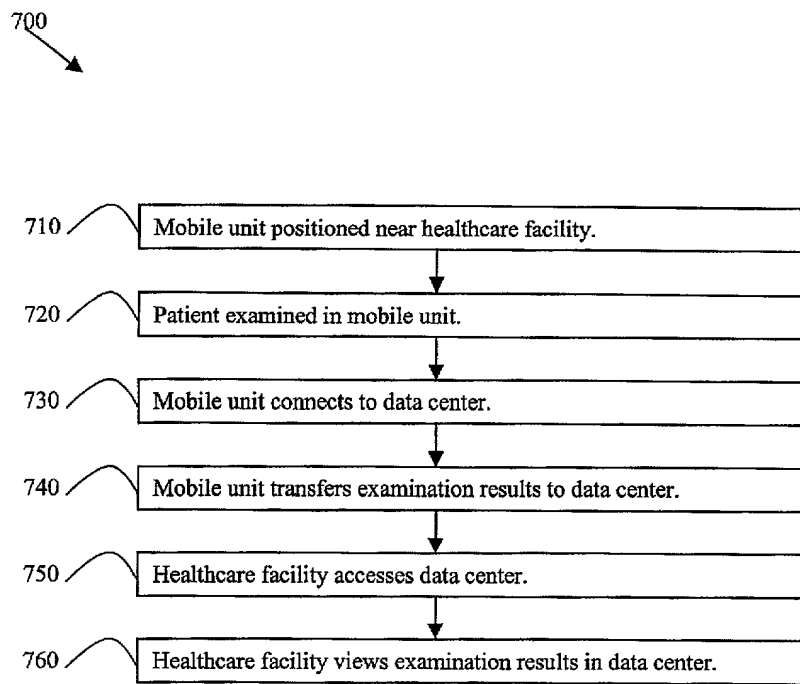 700
710 Mobile unit positioned near healthcare facility.
720 Patient examined in mobile unit.
730 Mobile unit connects to data center.
740 Mobile unit transfers examination results to data center.
750 Healthcare facility accesses data center.
760 Healthcare facility views examination results in data center.